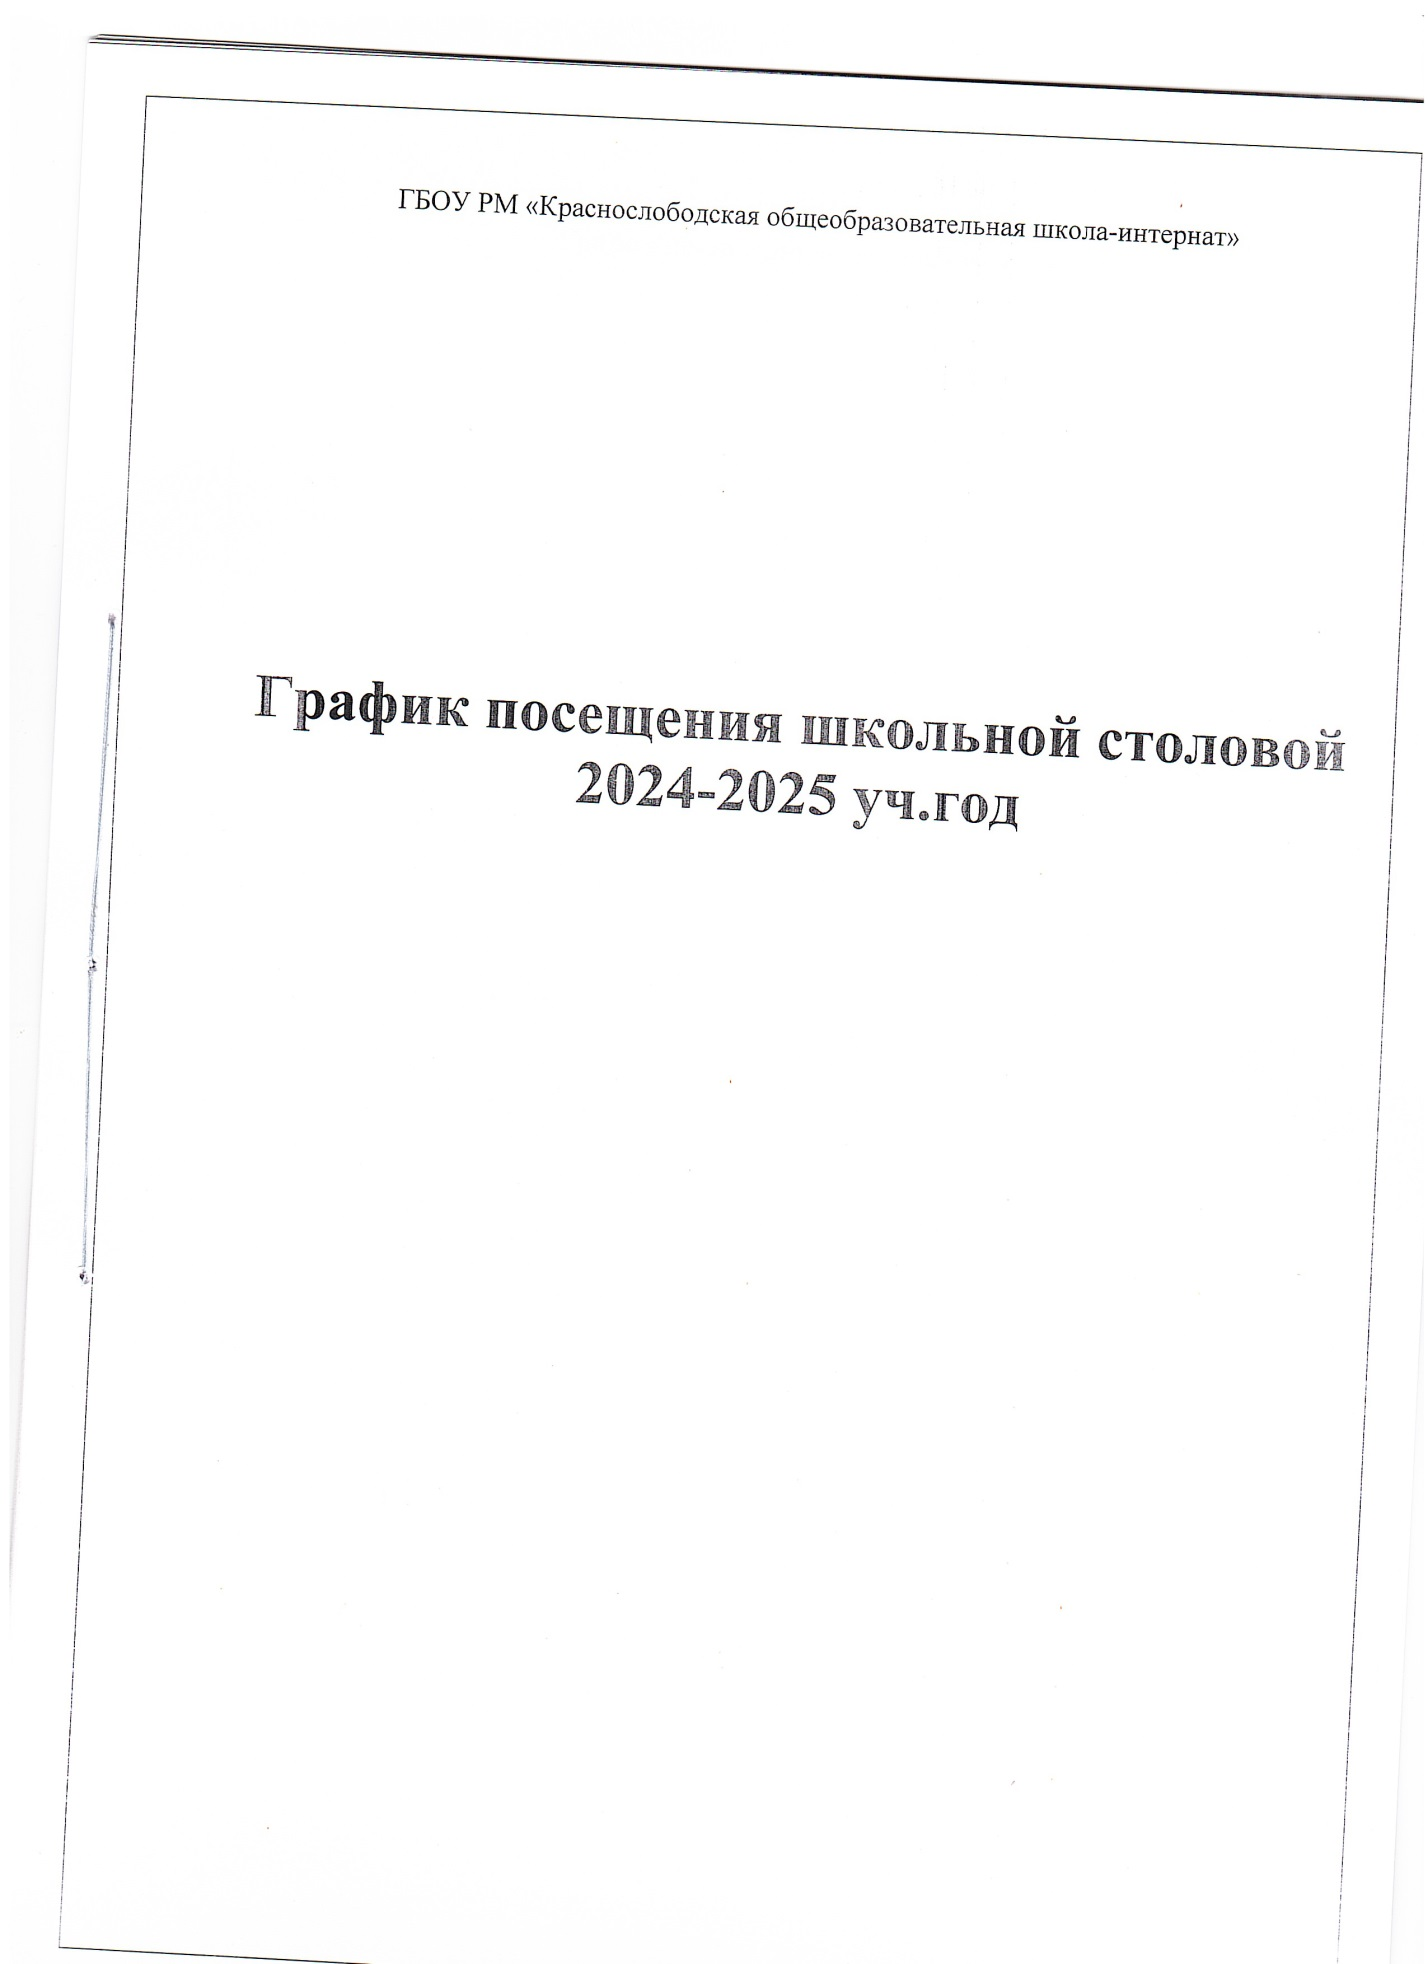 ГБОУ РМ «Краснослободская общеобразовательная школа-интернат»
График посещения школьной столовой
2024-2025 уч.год